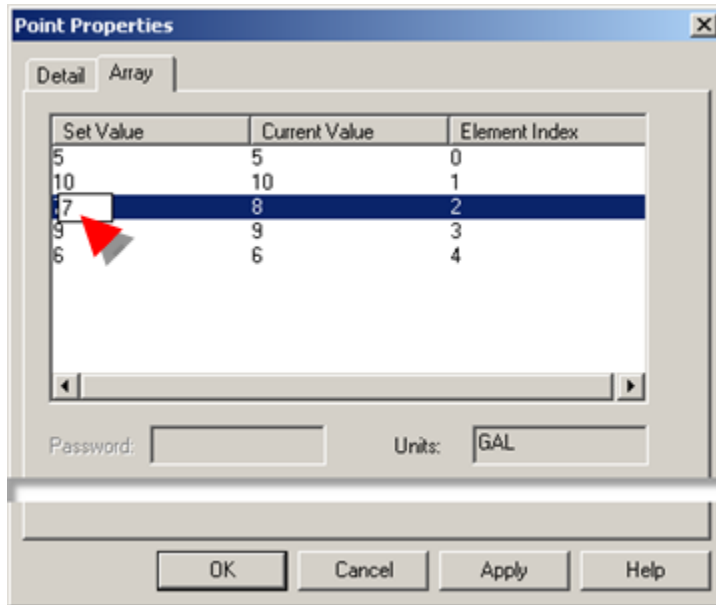 Point Properties
Detail Array
Set Value Current Value Element Index
5 5 0
10 10 1
7 8 2
9 9 3
6 6 4
Password: Units: GAL
OK Cancel Apply Help